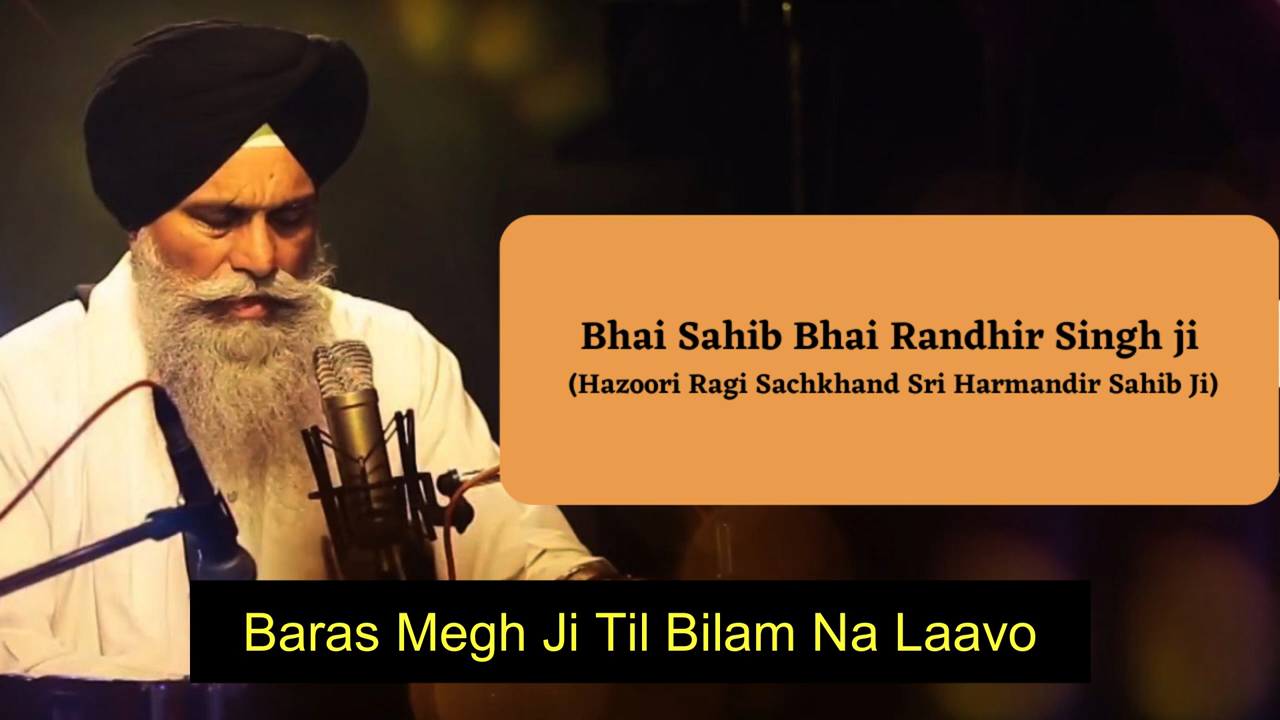 Bhai Sahib Bhai Randhir Singh ji
(Hazoori Ragi Sachkhand Sri Harmandir Sahib Ji)
Baras Megh Ji Til Bilam Na Laavo